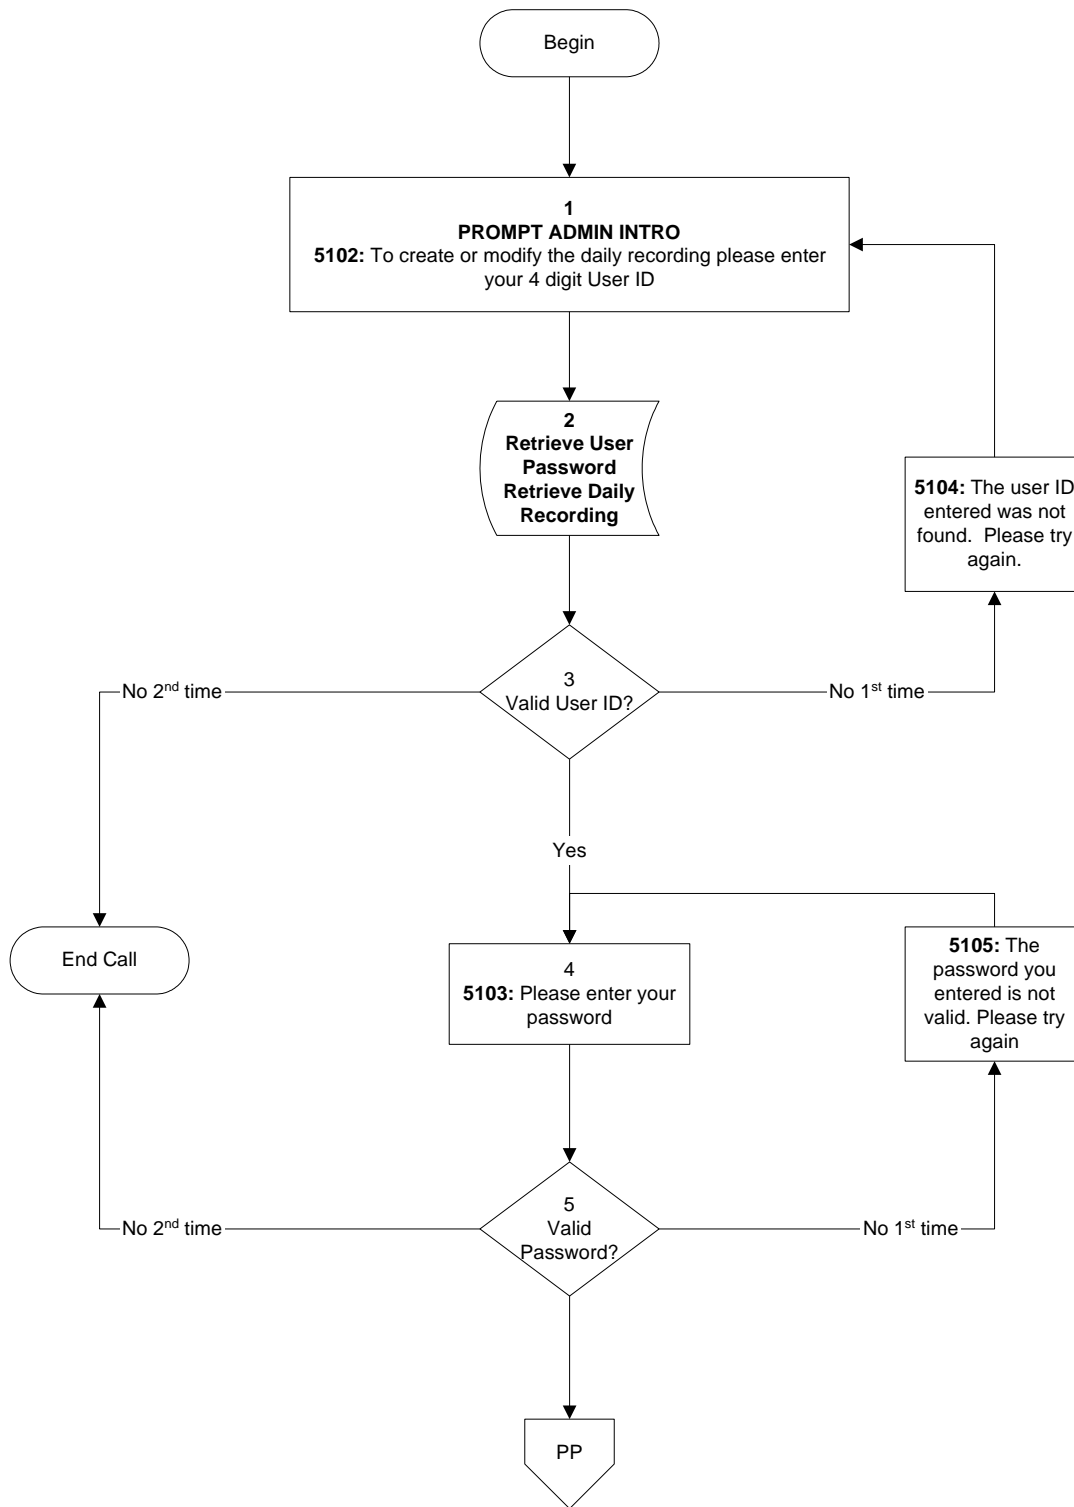 Begin
1
PROMPT ADMIN INTRO
5102: To create or modify the daily recording please enter
your 4 digit User ID
2
Retrieve User
Password
Retrieve Daily
Recording
5104: The user ID
entered was not
found.  Please try
again.
3
Valid User ID?
No 2nd time
No 1st time
Yes
End Call
4
5103: Please enter your
password
5105: The
password you
entered is not
valid. Please try
again
5
Valid
Password?
No 2nd time
No 1st time
PP